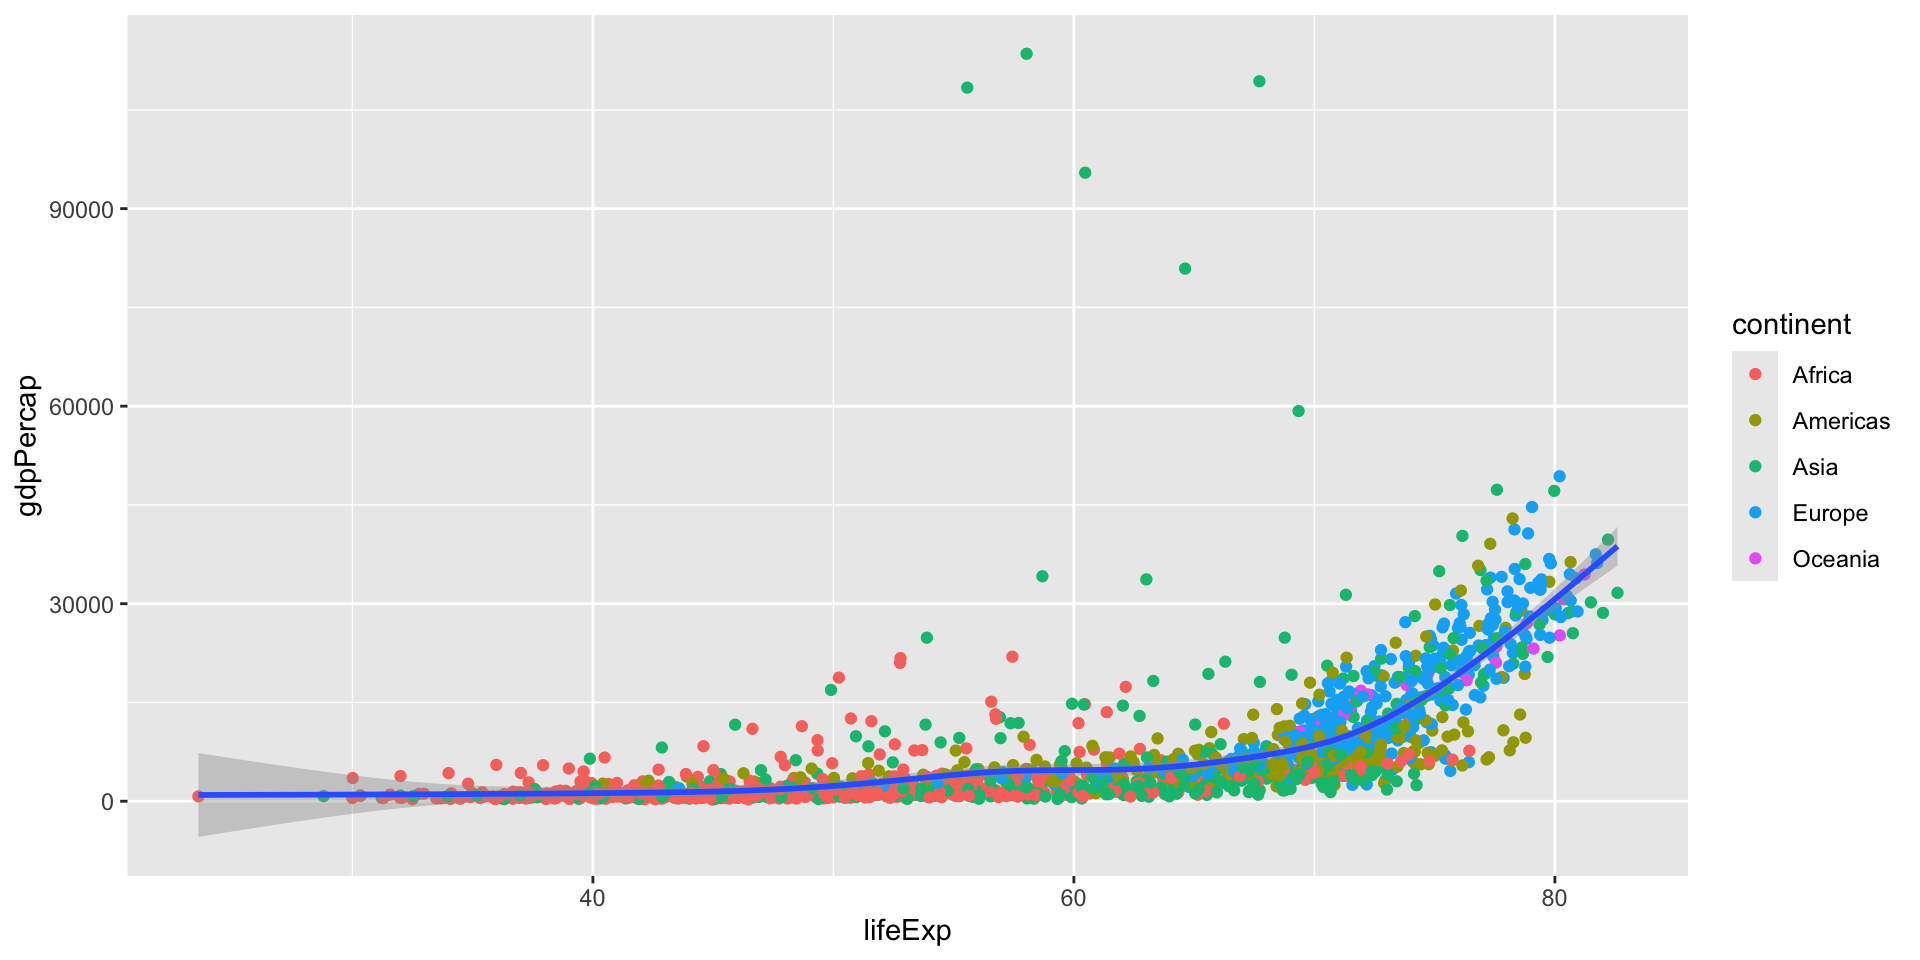 90000
60000
30000
0
gdpPercap
40
60
80
lifeExp
continent
Africa
Americas
Asia
Europe
Oceania